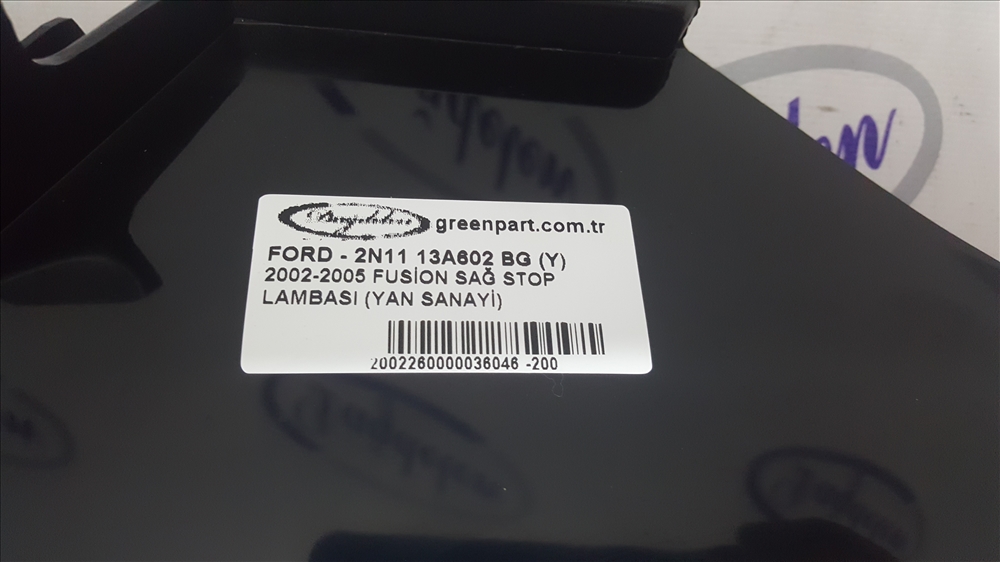 greenpart.com.tr
FORD - 2N11 13A602 BG (Y)
2002-2005 FUSİON SAĞ STOP
LAMBASI (YAN SANAYİ)
2002260000036046 -200